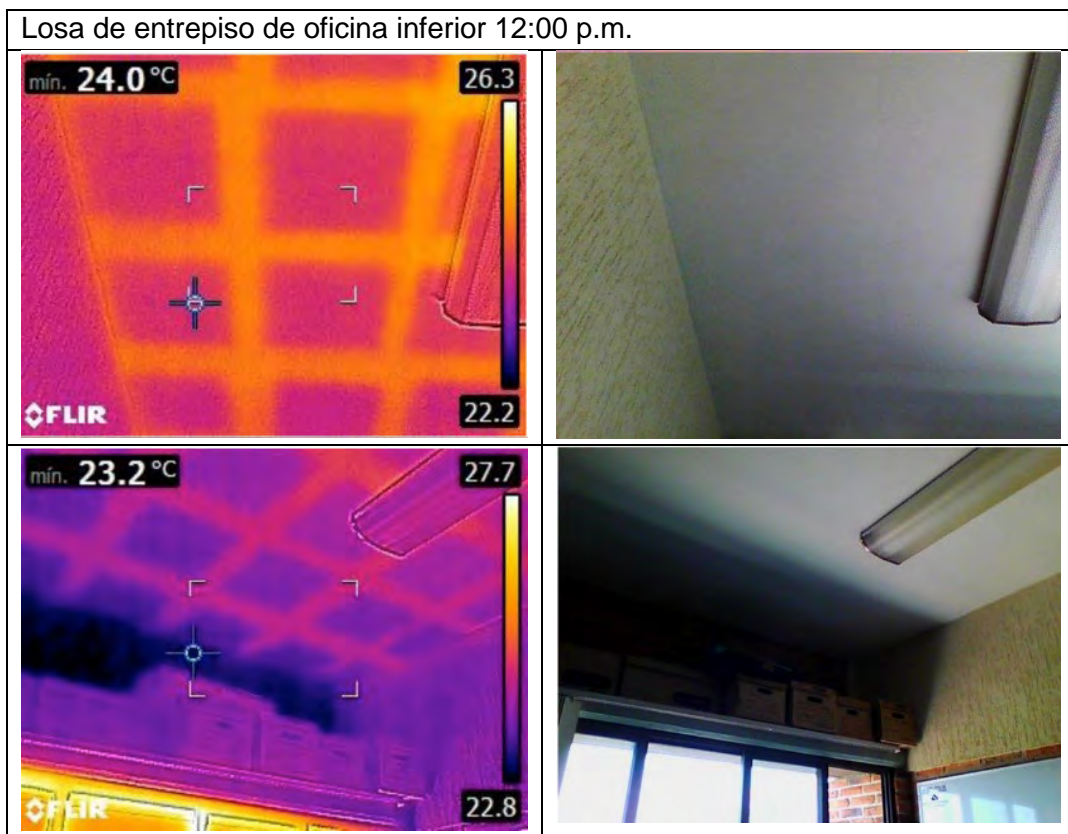 Losa de entrepiso de oficina inferior 12:00 p.m.
mín. 24.0 °C
26.3
22.2
FLIR
mín. 23.2 °C
27.7
22.8
FLIR